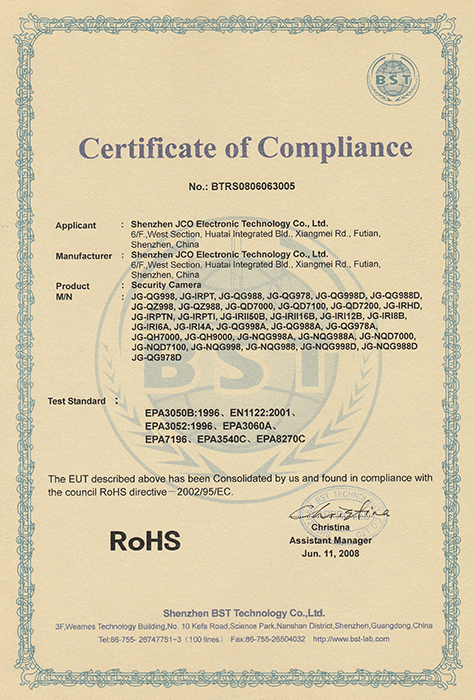 BST
Certificate of Compliance
No.: BTRS0806063005
Applicant : Shenzhen JCO Electronic Technology Co., Ltd.
6/F.,West Section, Huatai Integrated Bld., Xiangmei Rd., Futian,
Shenzhen, China
Manufacturer : Shenzhen JCO Electronic Technology Co., Ltd.
6/F.,West Section, Huatai Integrated Bld., Xiangmei Rd., Futian,
Shenzhen, China
Product : Security Camera
M/N : JG-QG998, JG-IRPT, JG-QG988, JG-QG978, JG-QG998D, JG-QG988D,
JG-QZ998, JG-QZ988, JG-QD7000, JG-QD7100, JG-QD7200, JG-IRHD,
JG-IRPTN, JG-IRPTI, JG-IRII60B, JG-IRII16B, JG-IRI12B, JG-IRI8B,
JG-IRI6A, JG-IRI4A, JG-QG998A, JG-QG988A, JG-QG978A,
JG-QH7000, JG-QH9000, JG-NQG998A, JG-NQG988A, JG-NQD7000,
JG-NQD7100, JG-NQG998, JG-NQG988, JG-NQG998D, JG-NQG988D
JG-QG978D
BST
Test Standard :
EPA3050B:1996、EN1122:2001、
EPA3052:1996、EPA3060A、
EPA7196、EPA3540C、EPA8270C
The EUT described above has been Consolidated by us and found in compliance with
the council RoHS directive—2002/95/EC.
Christina
Christina
RoHS
Assistant Manager
Jun. 11, 2008
Shenzhen BST Technology Co.,Ltd.
3F,Weames Technology Building,No. 10 Kefa Road,Science Park,Nanshan District,Shenzhen,Guangdong,China
Tel:86-755- 26747751~3 (100 lines) Fax:86-755-26504032 http://www.bst-lab.com